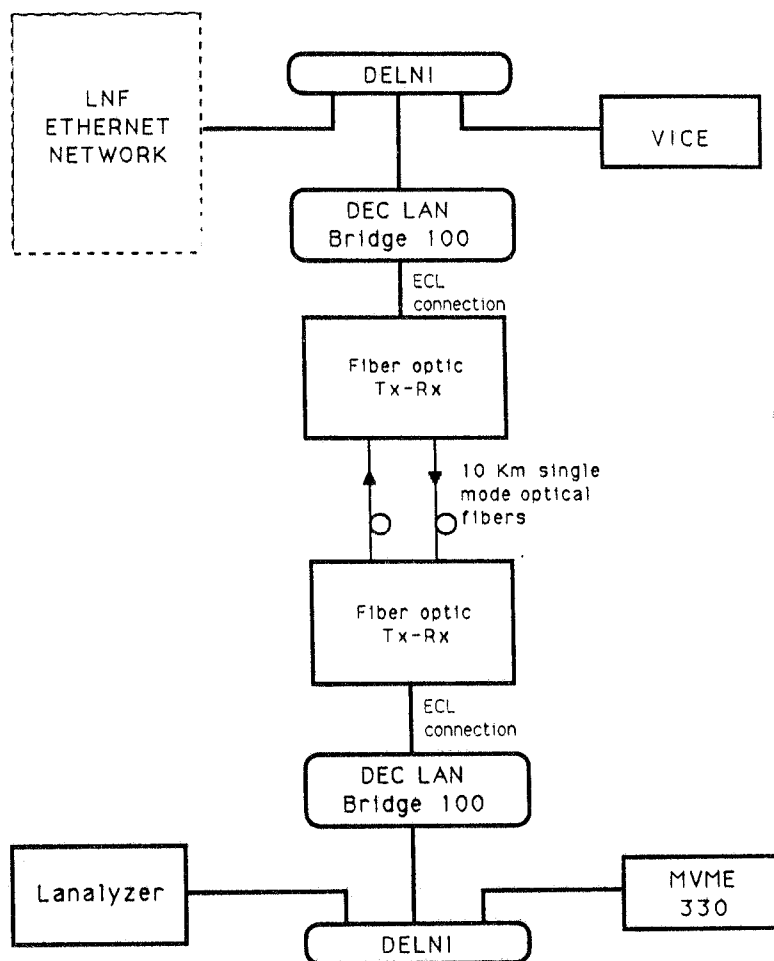 DELNI
LNF
ETHERNET
NETWORK
VICE
DEC LAN
Bridge 100
ECL
connection
Fiber optic
Tx-Rx
10 Km single
mode optical
fibers
Fiber optic
Tx-Rx
ECL
connection
DEC LAN
Bridge 100
Lanalyzer
MVME
330
DELNI